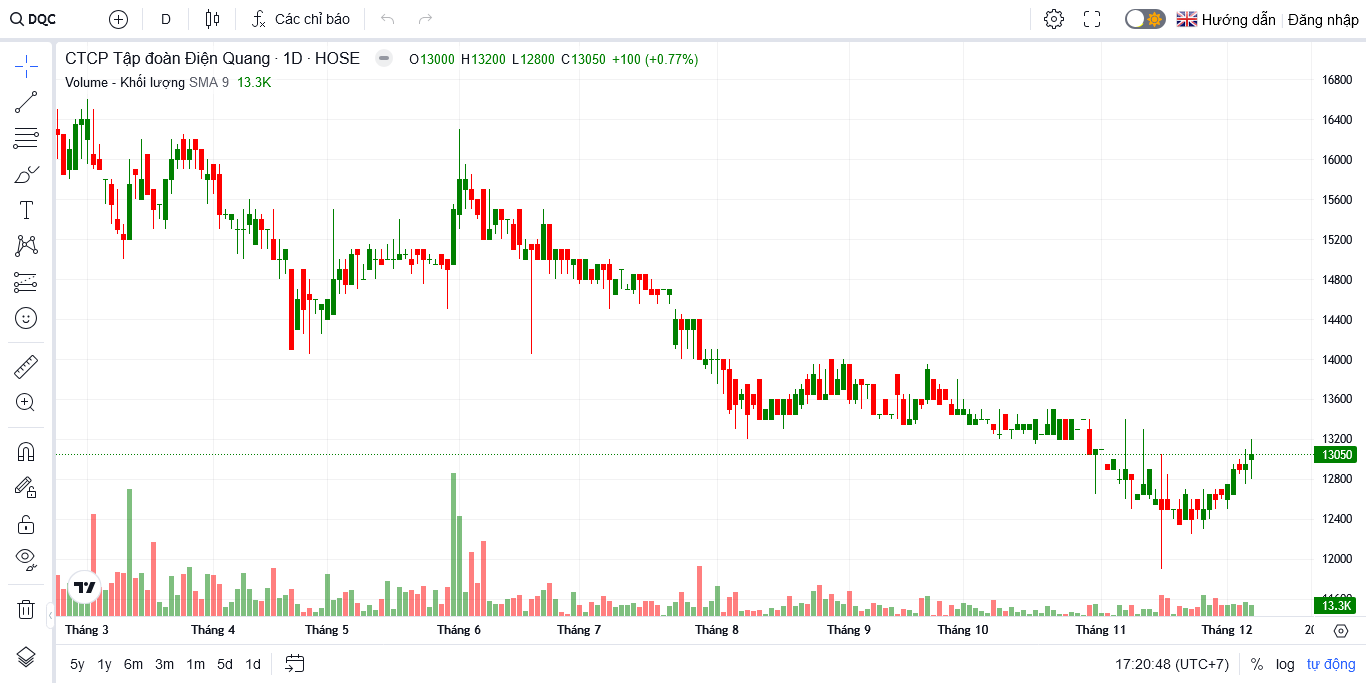 DQC D Các chỉ báo Hướng dẫn Đăng nhập
CTCP Tập đoàn Điện Quang · 1D · HOSE O13000 H13200 L12800 C13050 +100 (+0.77%)
Volume - Khối lượng SMA 9 13.3K
16800
16400
16000
15600
15200
14800
14400
14000
13600
13200
13050
12800
12400
12000
13.3K
Tháng 3 Tháng 4 Tháng 5 Tháng 6 Tháng 7 Tháng 8 Tháng 9 Tháng 10 Tháng 11 Tháng 12
5y 1y 6m 3m 1m 5d 1d 17:20:48 (UTC+7) % log tự động